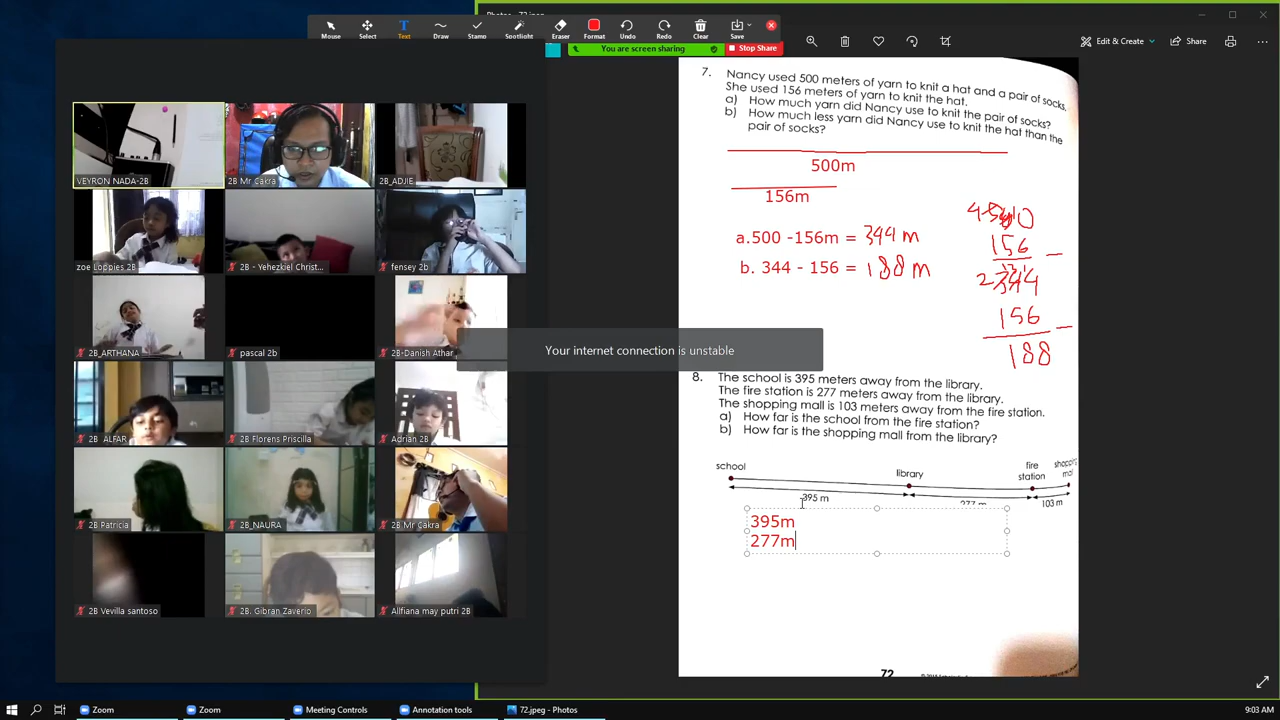 Photos - 72.jpeg
Mouse
Select
Text
Draw
Stamp
Spotlight
Eraser
Format
Undo
Redo
Clear
Save
You are screen sharing
Stop Share
Edit & Create
Share
VEYRON NADA-2B
2B Mr Cakra
2B_ADJIE
zoe Loppies 2B
2B - Yehezkiel Christ...
fensey 2b
2B_ARTHANA
pascal 2b
2B-Danish Athar
2B_ALFAR
2B_Florens Priscilla
Adrian 2B
2B_Patricia
2B_NAURA
2B Mr Cakra
2B Vevilla santoso
2B. Gibran Zaverio
Allfiana may putri 2B
Your internet connection is unstable
7. Nancy used 500 meters of yarn to knit a hat and a pair of socks.
She used 156 meters of yarn to knit the hat.
a) How much yarn did Nancy use to knit the pair of socks?
b) How much less yarn did Nancy use to knit the hat than the
pair of socks?
500m
156m
a.500 -156m = 344 m
b. 344 - 156 = 188 m
156 –
344
156 –
188
8. The school is 395 meters away from the library.
The fire station is 277 meters away from the library.
The shopping mall is 103 meters away from the fire station.
a) How far is the school from the fire station?
b) How far is the shopping mall from the library?
school
library
fire
station
395 m
277 m
103 m
395m
277m
72
Zoom
Zoom
Meeting Controls
Annotation tools
72.jpeg - Photos
9:03 AM